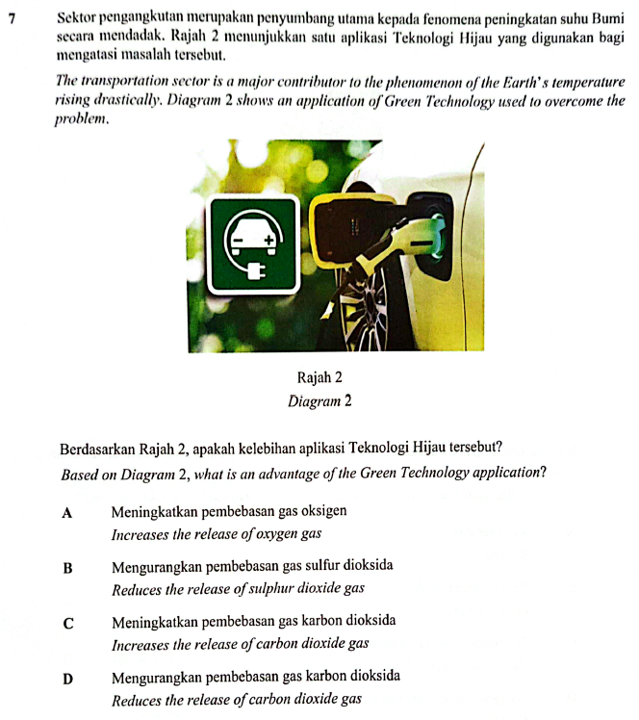 7 Sektor pengangkutan merupakan penyumbang utama kepada fenomena peningkatan suhu Bumi
secara mendadak. Rajah 2 menunjukkan satu aplikasi Teknologi Hijau yang digunakan bagi
mengatasi masalah tersebut.
The transportation sector is a major contributor to the phenomenon of the Earth's temperature
rising drastically. Diagram 2 shows an application of Green Technology used to overcome the
problem.
Rajah 2
Diagram 2
Berdasarkan Rajah 2, apakah kelebihan aplikasi Teknologi Hijau tersebut?
Based on Diagram 2, what is an advantage of the Green Technology application?
A Meningkatkan pembebasan gas oksigen
Increases the release of oxygen gas
B Mengurangkan pembebasan gas sulfur dioksida
Reduces the release of sulphur dioxide gas
C Meningkatkan pembebasan gas karbon dioksida
Increases the release of carbon dioxide gas
D Mengurangkan pembebasan gas karbon dioksida
Reduces the release of carbon dioxide gas